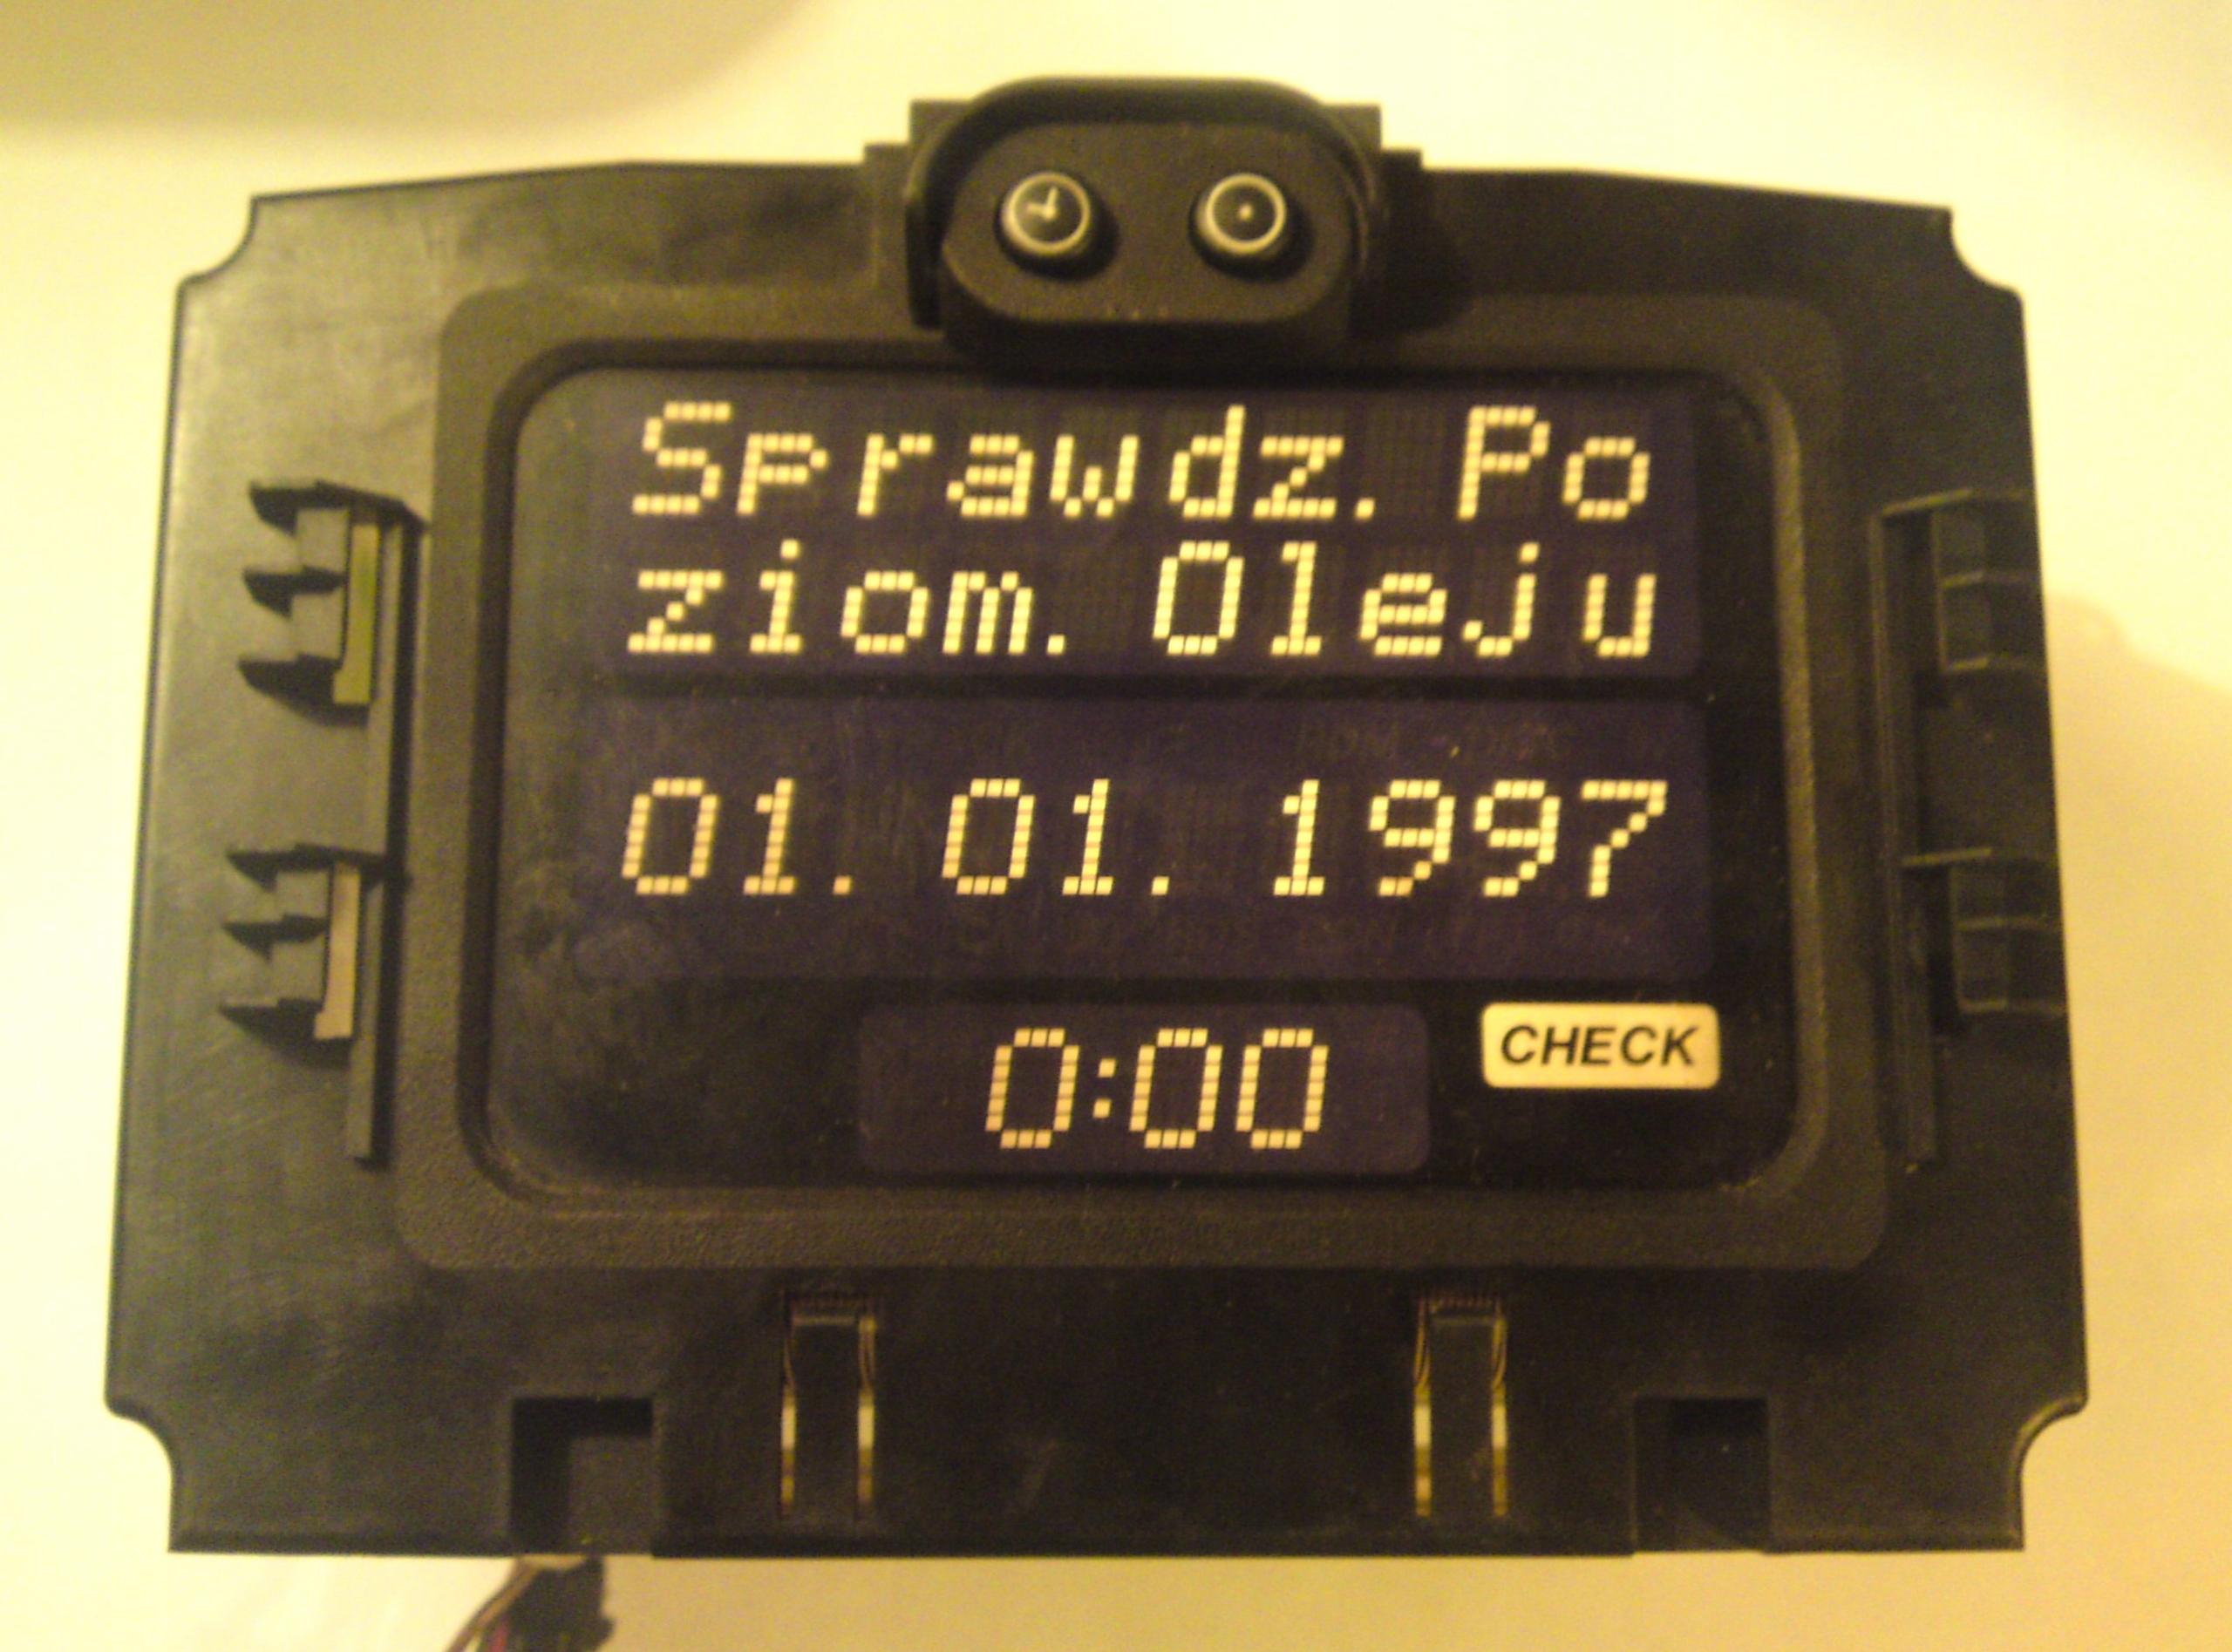 Sprawdz. Po
ziom. Oleju
01. 01. 1997
0:00
CHECK